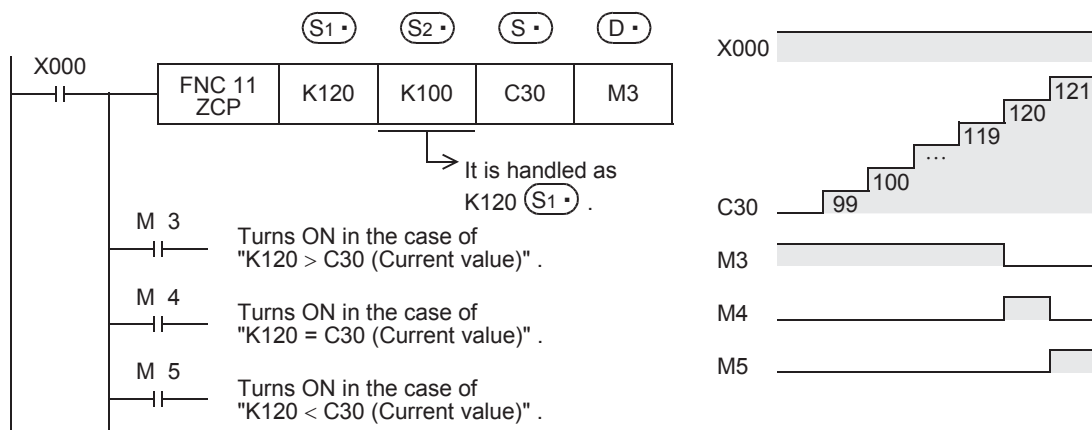 S1 · S2 · S · D ·
X000
FNC 11
ZCP
K120
K100
C30
M3
It is handled as
K120 S1 · .
M 3
Turns ON in the case of
"K120 > C30 (Current value)" .
M 4
Turns ON in the case of
"K120 = C30 (Current value)" .
M 5
Turns ON in the case of
"K120 < C30 (Current value)" .
X000
121
120
119
...
100
99
C30
M3
M4
M5